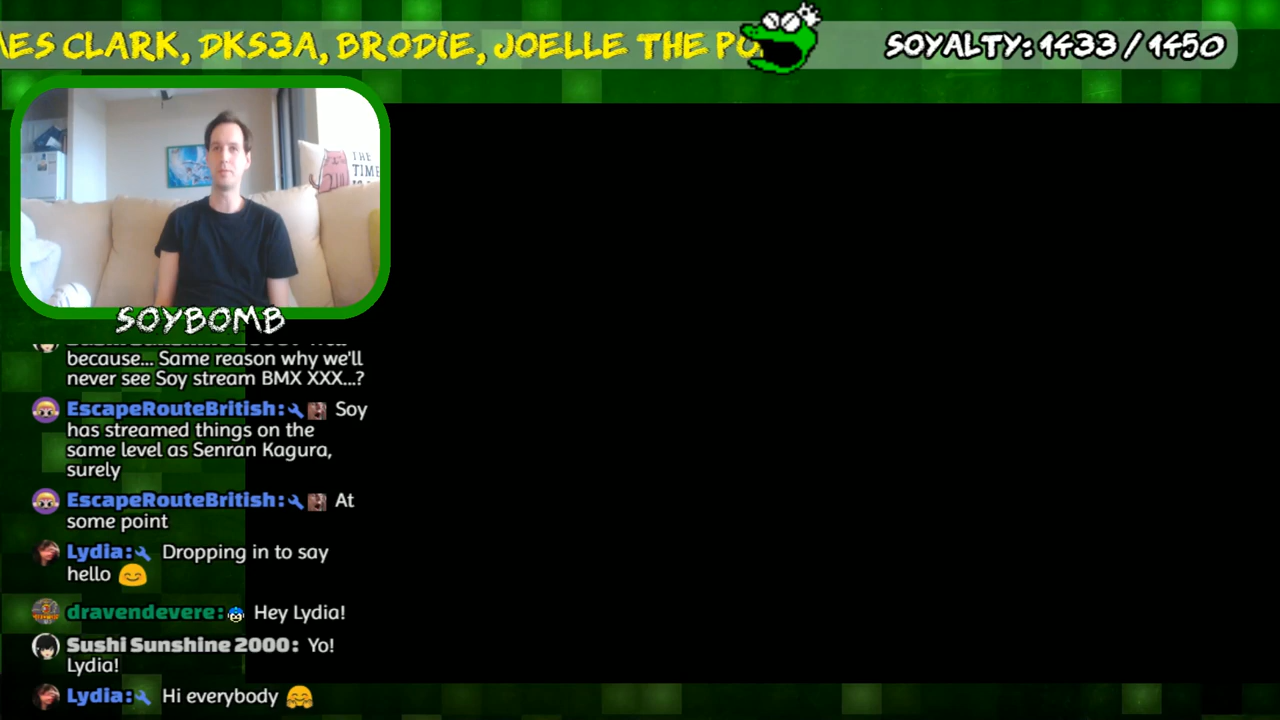 ES CLARK, DKS3A, BRODIE, JOELLE THE PO
SOYALTY: 1433 / 1450
THE
TIME
SOYBOMB
because... Same reason why we'll
never see Soy stream BMX XXX...?
EscapeRouteBritish: Soy
has streamed things on the
same level as Senran Kagura,
surely
EscapeRouteBritish: At
some point
Lydia: Dropping in to say
hello 😊
dravendevere: Hey Lydia!
Sushi Sunshine 2000: Yo!
Lydia!
Lydia: Hi everybody 🤗